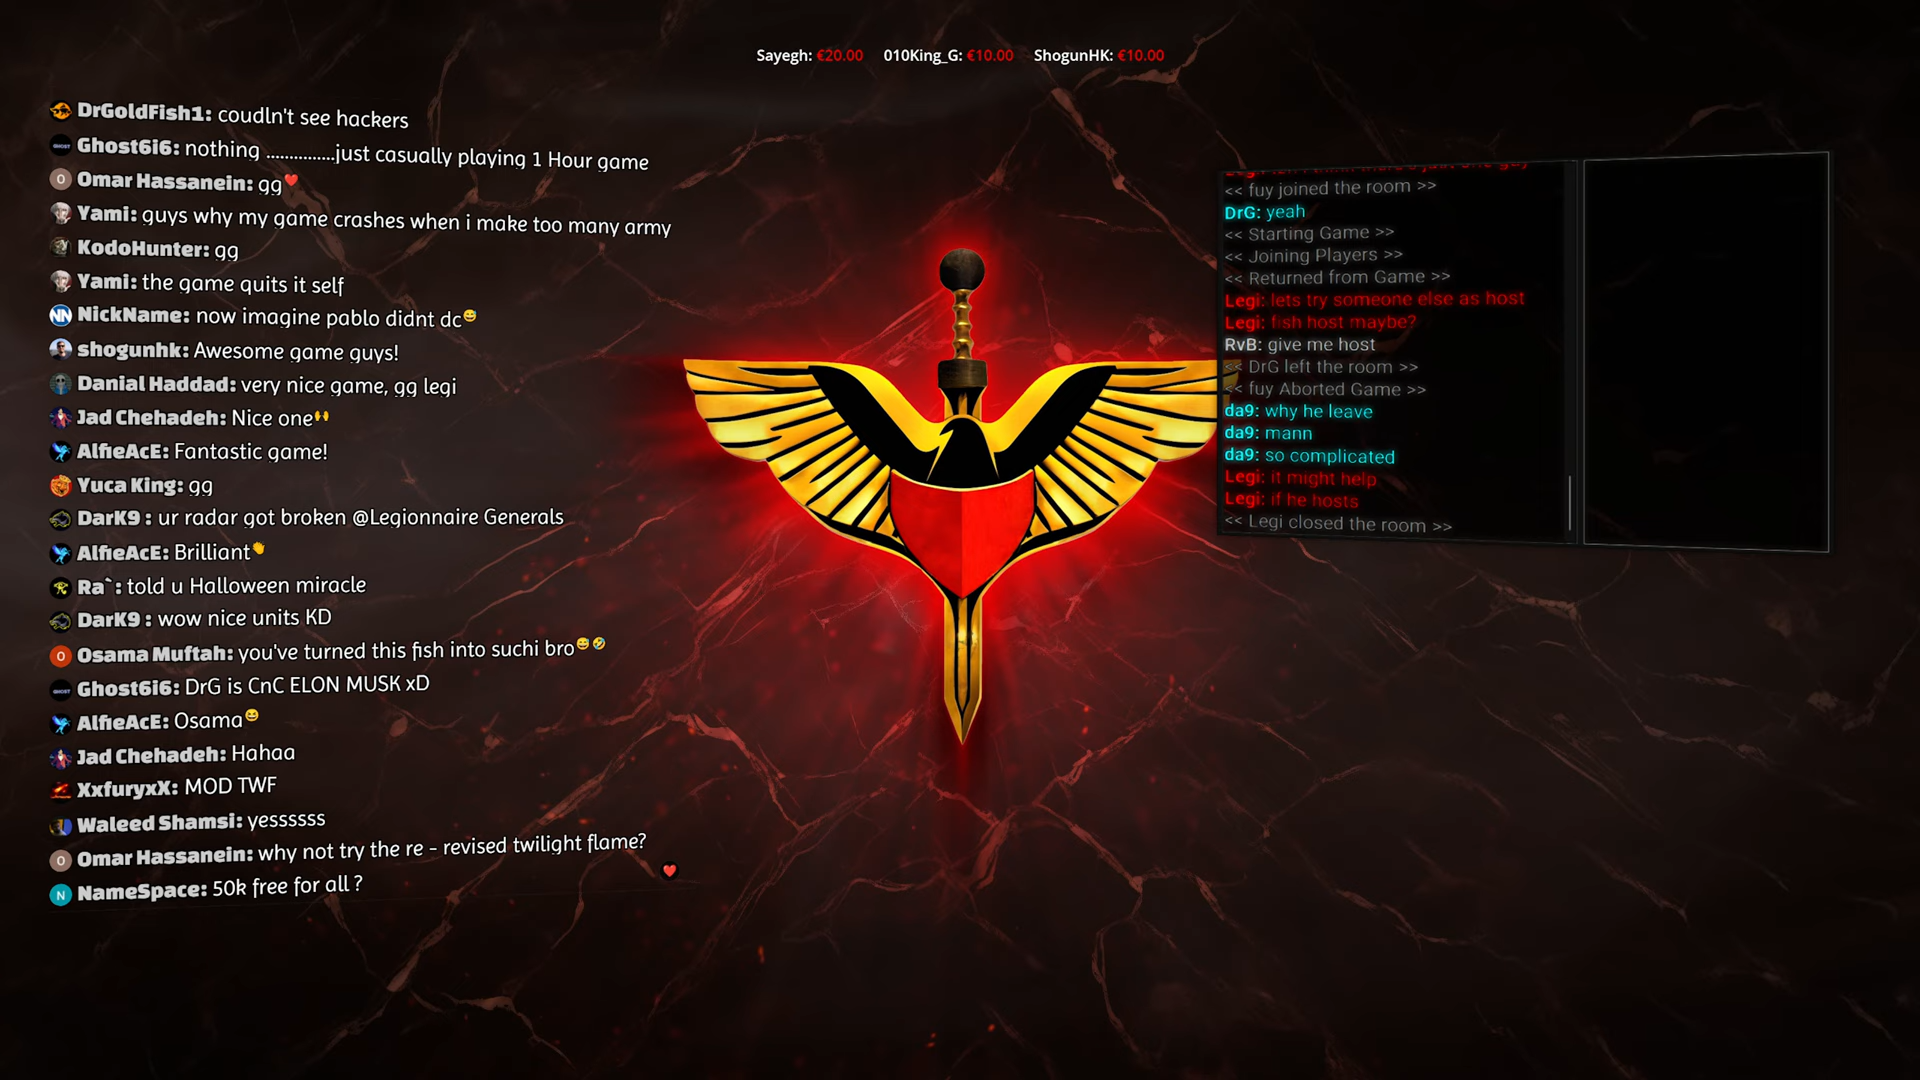 Sayegh: €20.00 010King_G: €10.00 ShogunHK: €10.00
DrGoldFish1: coudln't see hackers
Ghost6i6: nothing ...............just casually playing 1 Hour game
Omar Hassanein: gg❤️
Yami: guys why my game crashes when i make too many army
KodoHunter: gg
Yami: the game quits it self
NickName: now imagine pablo didnt dc😅
shogunhk: Awesome game guys!
Danial Haddad: very nice game, gg legi
Jad Chehadeh: Nice one🙌
AlfieAcE: Fantastic game!
Yuca King: gg
DarK9 : ur radar got broken @Legionnaire Generals
AlfieAcE: Brilliant👏
Ra`: told u Halloween miracle
DarK9 : wow nice units KD
Osama Muftah: you've turned this fish into suchi bro😅🤣
Ghost6i6: DrG is CnC ELON MUSK xD
AlfieAcE: Osama😆
Jad Chehadeh: Hahaa
XxfuryxX: MOD TWF
Waleed Shamsi: yessssss
Omar Hassanein: why not try the re - revised twilight flame?
❤️
NameSpace: 50k free for all ?
<< fuy joined the room >>
DrG: yeah
<< Starting Game >>
<< Joining Players >>
<< Returned from Game >>
Legi: lets try someone else as host
Legi: fish host maybe?
RvB: give me host
<< DrG left the room >>
<< fuy Aborted Game >>
da9: why he leave
da9: mann
da9: so complicated
Legi: it might help
Legi: if he hosts
<< Legi closed the room >>